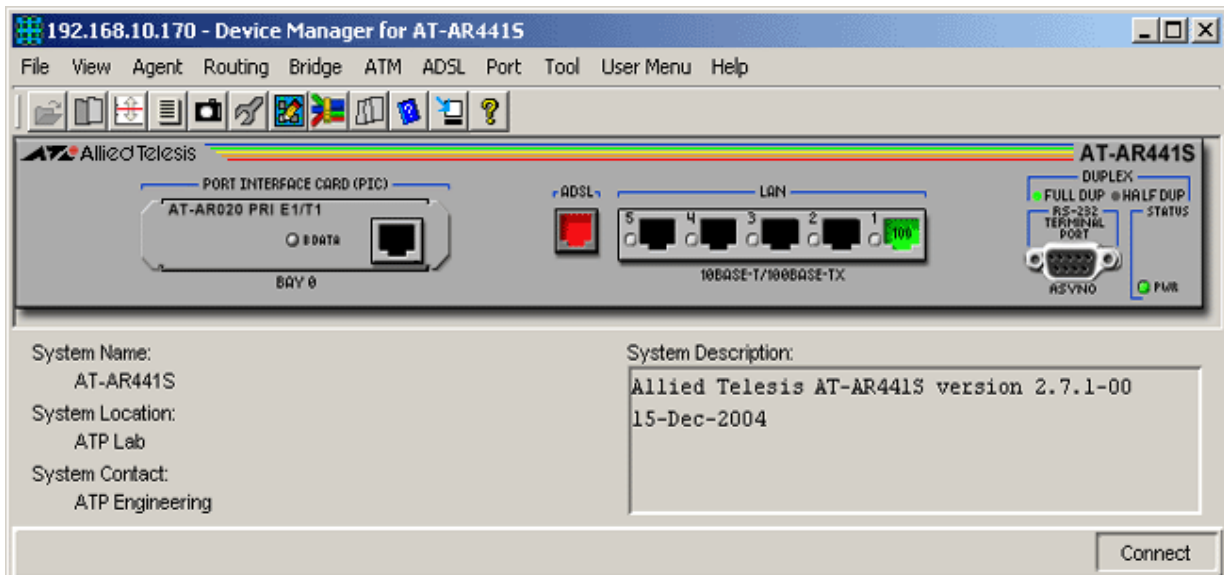 192.168.10.170 - Device Manager for AT-AR441S
File View Agent Routing Bridge ATM ADSL Port Tool User Menu Help
Allied Telesis
AT-AR441S
PORT INTERFACE CARD (PIC)
AT-AR020 PRI E1/T1
BDATA
BAY 0
ADSL
LAN
5 4 3 2 1
100
10BASE-T/100BASE-TX
DUPLEX
FULL DUP HALF DUP
RS-232 TERMINAL PORT
STATUS
ASYN0
PWR
System Name:
AT-AR441S
System Location:
ATP Lab
System Contact:
ATP Engineering
System Description:
Allied Telesis AT-AR441S version 2.7.1-00
15-Dec-2004
Connect